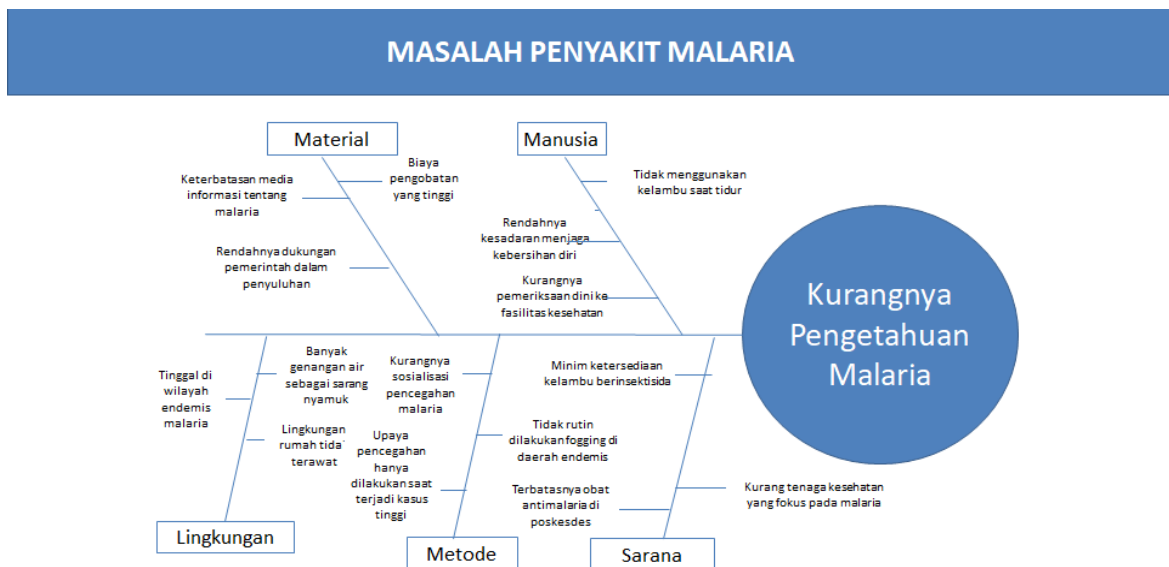 MASALAH PENYAKIT MALARIA
Material
Manusia
Biaya
pengobatan
yang tinggi
Keterbatasan media
informasi tentang
malaria
Rendahnya dukungan
pemerintah dalam
penyuluhan
Tidak menggunakan
kelambu saat tidur
Rendahnya
kesadaran menjaga
kebersihan diri
Kurangnya
pemeriksaan dini ke
fasilitas kesehatan
Kurangnya
Pengetahuan
Malaria
Tinggal di
wilayah
endemis
malaria
Banyak
genangan air
sebagai sarang
nyamuk
Lingkungan
rumah tida
terawat
Kurangnya
sosialisasi
pencegahan
malaria
Upaya
pencegahan
hanya
dilakukan saat
terjadi kasus
tinggi
Tidak rutin
dilakukan fogging di
daerah endemis
Minim ketersediaan
kelambu berinsektisida
Terbatasnya obat
antimalaria di
poskesdes
Kurang tenaga kesehatan
yang fokus pada malaria
Lingkungan
Metode
Sarana